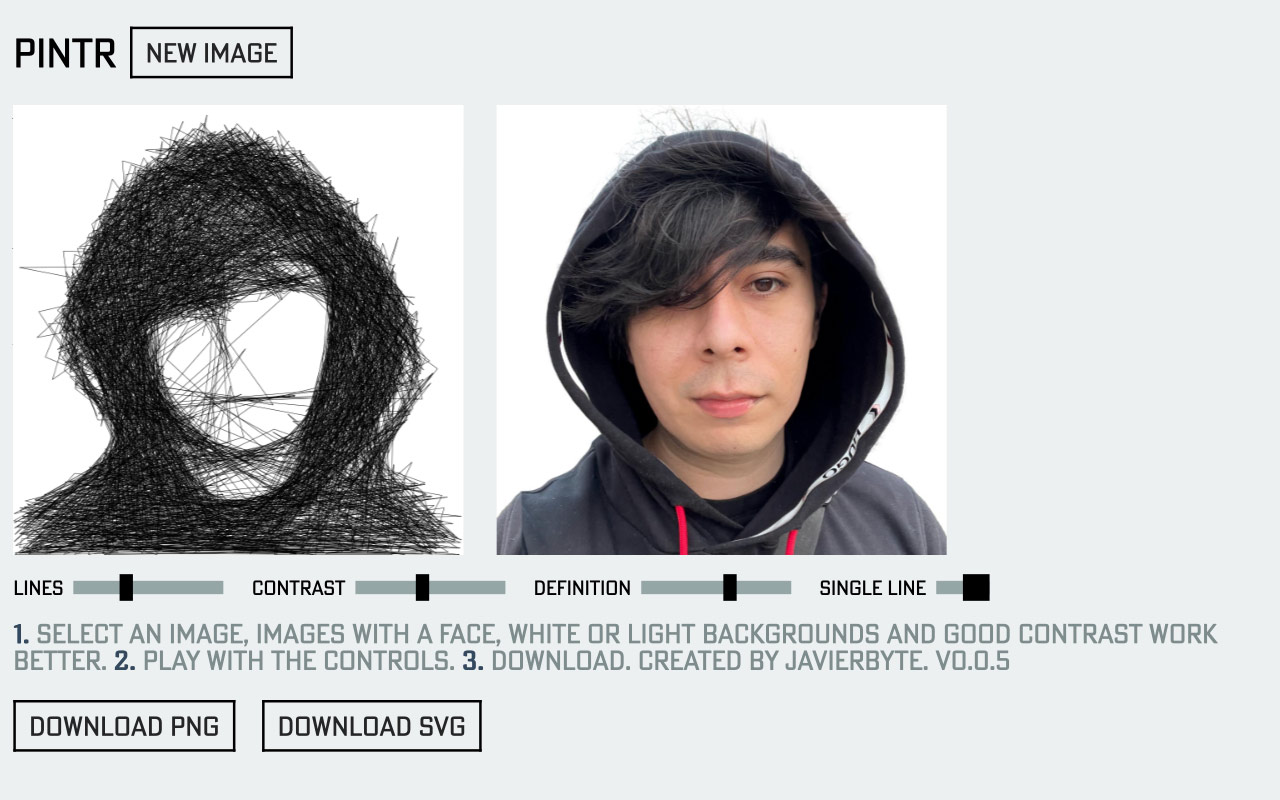 PINTR
NEW IMAGE
HUGO
LINES
CONTRAST
DEFINITION
SINGLE LINE
1. SELECT AN IMAGE, IMAGES WITH A FACE, WHITE OR LIGHT BACKGROUNDS AND GOOD CONTRAST WORK
BETTER. 2. PLAY WITH THE CONTROLS. 3. DOWNLOAD. CREATED BY JAVIERBYTE. V0.0.5
DOWNLOAD PNG
DOWNLOAD SVG